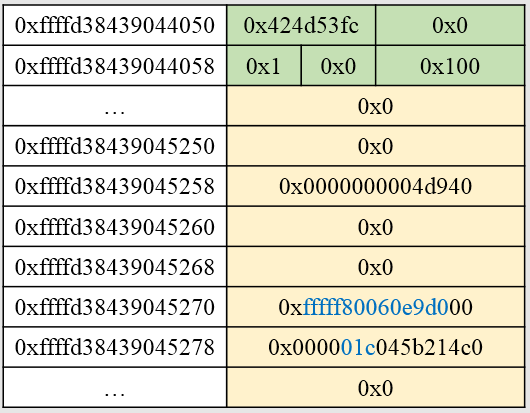 0xffffd38439044050 0x424d53fc 0x0
0xffffd38439044058 0x1 0x0 0x100
... 0x0
0xffffd38439045250 0x0
0xffffd38439045258 0x0000000004d940
0xffffd38439045260 0x0
0xffffd38439045268 0x0
0xffffd38439045270 0xfffff80060e9d000
0xffffd38439045278 0x000001c045b214c0
... 0x0